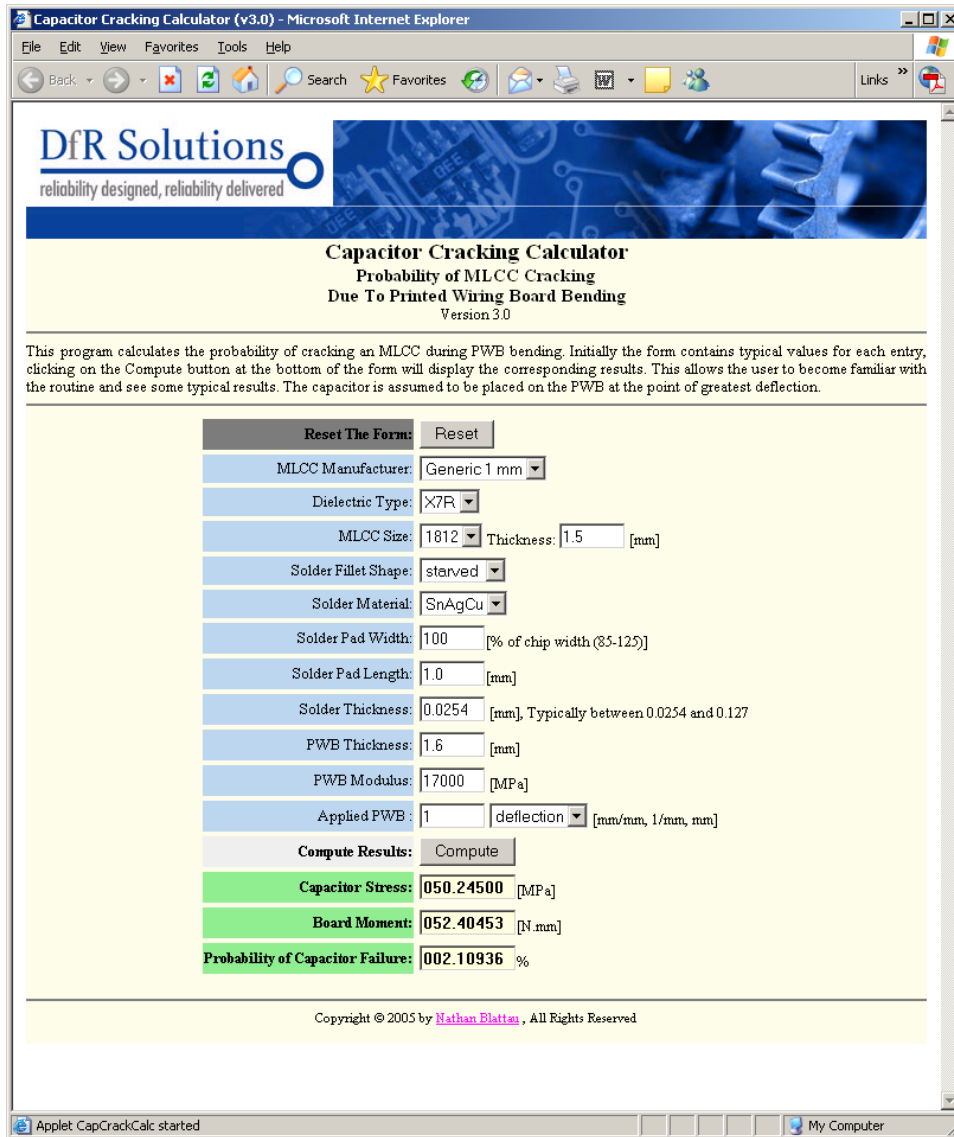 Capacitor Cracking Calculator (v3.0) - Microsoft Internet Explorer
File Edit View Favorites Tools Help
Back Search Favorites Links »
DfR Solutions
reliability designed, reliability delivered
Capacitor Cracking Calculator
Probability of MLCC Cracking
Due To Printed Wiring Board Bending
Version 3.0
This program calculates the probability of cracking an MLCC during PWB bending. Initially the form contains typical values for each entry,
clicking on the Compute button at the bottom of the form will display the corresponding results. This allows the user to become familiar with
the routine and see some typical results. The capacitor is assumed to be placed on the PWB at the point of greatest deflection.
Reset The Form: Reset
MLCC Manufacturer: Generic 1 mm
Dielectric Type: X7R
MLCC Size: 1812 Thickness: 1.5 [mm]
Solder Fillet Shape: starved
Solder Material: SnAgCu
Solder Pad Width: 100 [% of chip width (85-125)]
Solder Pad Length: 1.0 [mm]
Solder Thickness: 0.0254 [mm], Typically between 0.0254 and 0.127
PWB Thickness: 1.6 [mm]
PWB Modulus: 17000 [MPa]
Applied PWB : 1 deflection [mm/mm, 1/mm, mm]
Compute Results: Compute
Capacitor Stress: 050.24500 [MPa]
Board Moment: 052.40453 [N.mm]
Probability of Capacitor Failure: 002.10936 %
Copyright © 2005 by Nathan Blattau , All Rights Reserved
Applet CapCrackCalc started My Computer